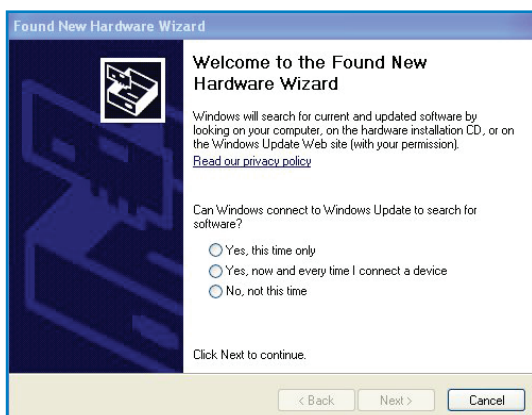 Found New Hardware Wizard
Welcome to the Found New
Hardware Wizard
Windows will search for current and updated software by
looking on your computer, on the hardware installation CD, or on
the Windows Update Web site (with your permission).
Read our privacy policy
Can Windows connect to Windows Update to search for
software?
Yes, this time only
Yes, now and every time I connect a device
No, not this time
Click Next to continue.
< Back
Next >
Cancel